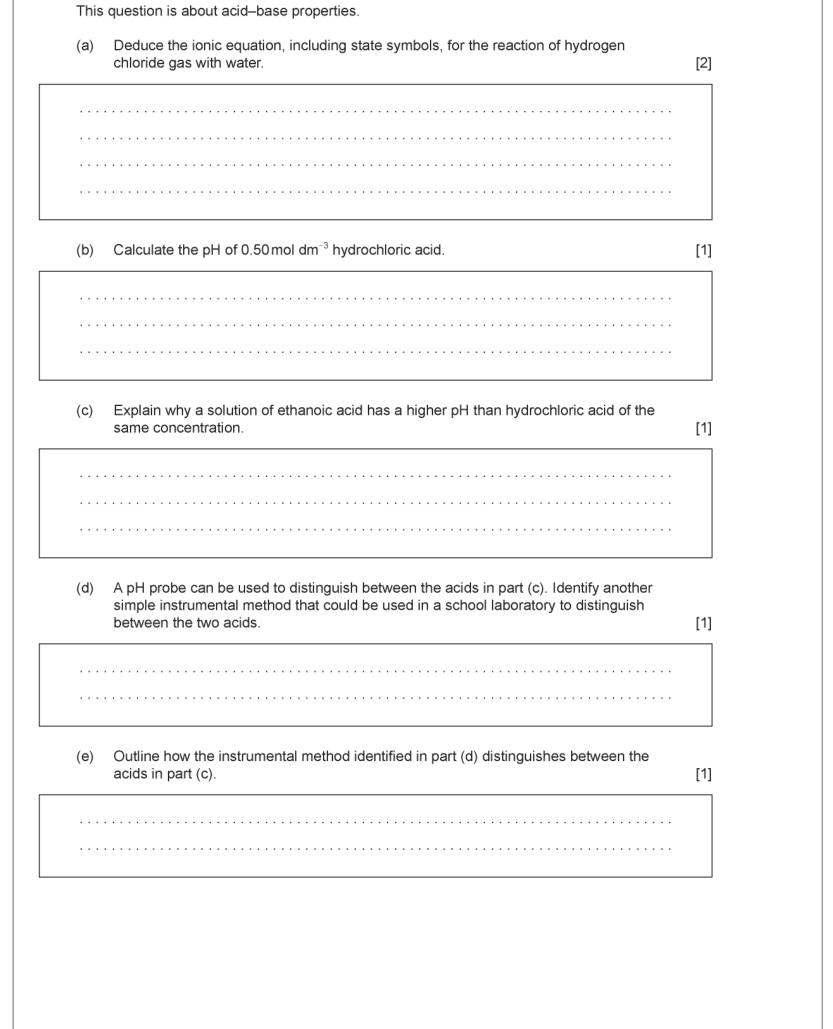 This question is about acid–base properties.
(a) Deduce the ionic equation, including state symbols, for the reaction of hydrogen
chloride gas with water. [2]
(b) Calculate the pH of 0.50 mol dm⁻³ hydrochloric acid. [1]
(c) Explain why a solution of ethanoic acid has a higher pH than hydrochloric acid of the
same concentration. [1]
(d) A pH probe can be used to distinguish between the acids in part (c). Identify another
simple instrumental method that could be used in a school laboratory to distinguish
between the two acids. [1]
(e) Outline how the instrumental method identified in part (d) distinguishes between the
acids in part (c). [1]